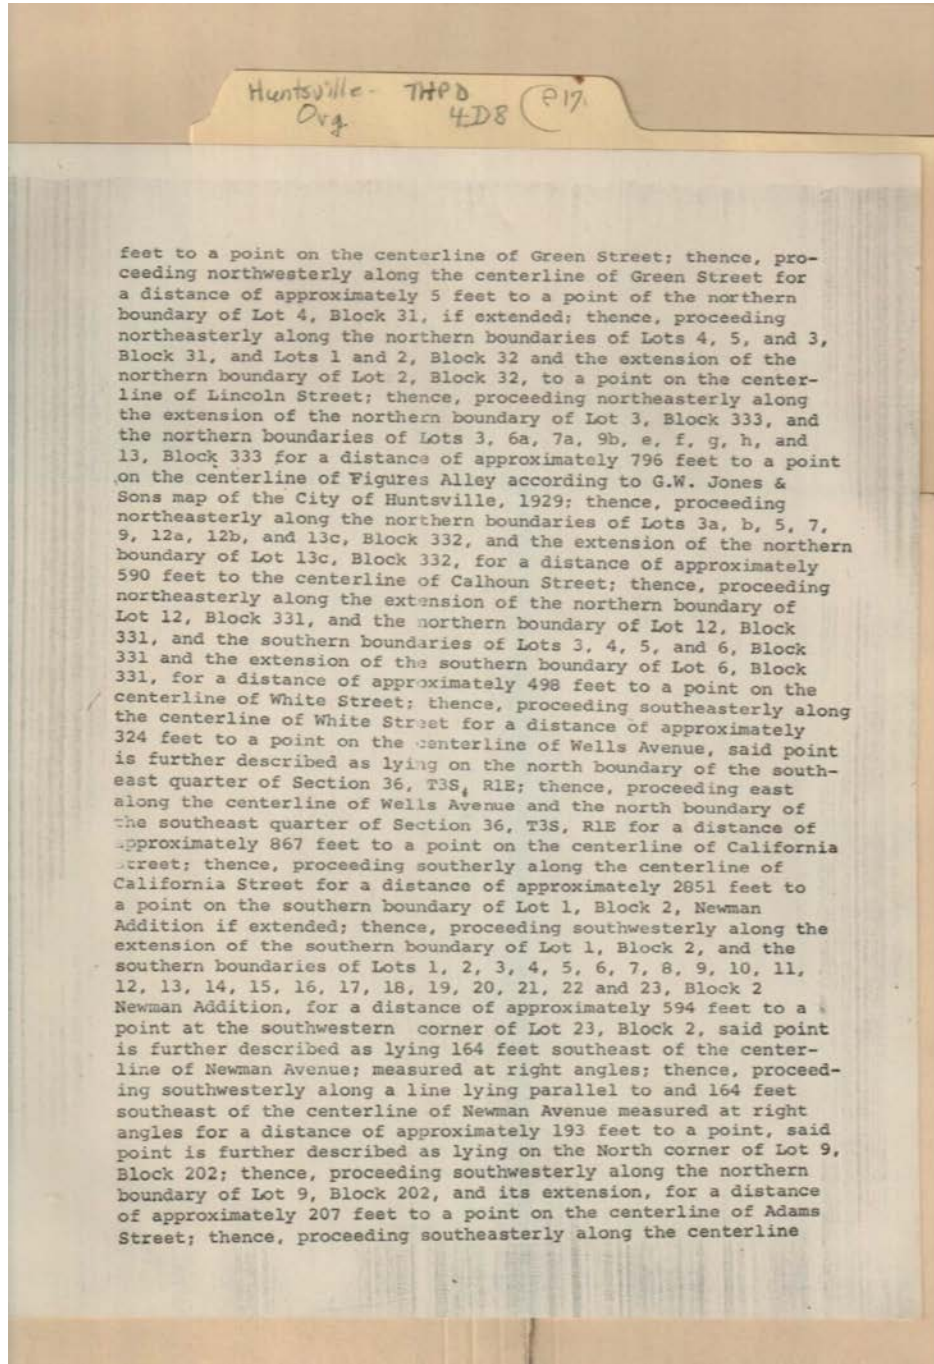 Huntsville- THPD P17.
Org. 4D8
feet to a point on the centerline of Green Street; thence, pro-
ceeding northwesterly along the centerline of Green Street for
a distance of approximately 5 feet to a point of the northern
boundary of Lot 4, Block 31, if extended; thence, proceeding
northeasterly along the northern boundaries of Lots 4, 5, and 3,
Block 31, and Lots 1 and 2, Block 32 and the extension of the
northern boundary of Lot 2, Block 32, to a point on the center-
line of Lincoln Street; thence, proceeding northeasterly along
the extension of the northern boundary of Lot 3, Block 333, and
the northern boundaries of Lots 3, 6a, 7a, 9b, e, f, g, h, and
13, Block 333 for a distance of approximately 796 feet to a point
on the centerline of Figures Alley according to G.W. Jones &
Sons map of the City of Huntsville, 1929; thence, proceeding
northeasterly along the northern boundaries of Lots 3a, b, 5, 7,
9, 12a, 12b, and 13c, Block 332, and the extension of the northern
boundary of Lot 13c, Block 332, for a distance of approximately
590 feet to the centerline of Calhoun Street; thence, proceeding
northeasterly along the extension of the northern boundary of
Lot 12, Block 331, and the northern boundary of Lot 12, Block
331, and the southern boundaries of Lots 3, 4, 5, and 6, Block
331 and the extension of the southern boundary of Lot 6, Block
331, for a distance of approximately 498 feet to a point on the
centerline of White Street; thence, proceeding southeasterly along
the centerline of White Street for a distance of approximately
324 feet to a point on the centerline of Wells Avenue, said point
is further described as lying on the north boundary of the south-
east quarter of Section 36, T3S, R1E; thence, proceeding east
along the centerline of Wells Avenue and the north boundary of
the southeast quarter of Section 36, T3S, R1E for a distance of
approximately 867 feet to a point on the centerline of California
Street; thence, proceeding southerly along the centerline of
California Street for a distance of approximately 2851 feet to
a point on the southern boundary of Lot 1, Block 2, Newman
Addition if extended; thence, proceeding southwesterly along the
extension of the southern boundary of Lot 1, Block 2, and the
southern boundaries of Lots 1, 2, 3, 4, 5, 6, 7, 8, 9, 10, 11,
12, 13, 14, 15, 16, 17, 18, 19, 20, 21, 22 and 23, Block 2
Newman Addition, for a distance of approximately 594 feet to a
point at the southwestern corner of Lot 23, Block 2, said point
is further described as lying 164 feet southeast of the center-
line of Newman Avenue; measured at right angles; thence, proceed-
ing southwesterly along a line lying parallel to and 164 feet
southeast of the centerline of Newman Avenue measured at right
angles for a distance of approximately 193 feet to a point, said
point is further described as lying on the North corner of Lot 9,
Block 202; thence, proceeding southwesterly along the northern
boundary of Lot 9, Block 202, and its extension, for a distance
of approximately 207 feet to a point on the centerline of Adams
Street; thence, proceeding southeasterly along the centerline